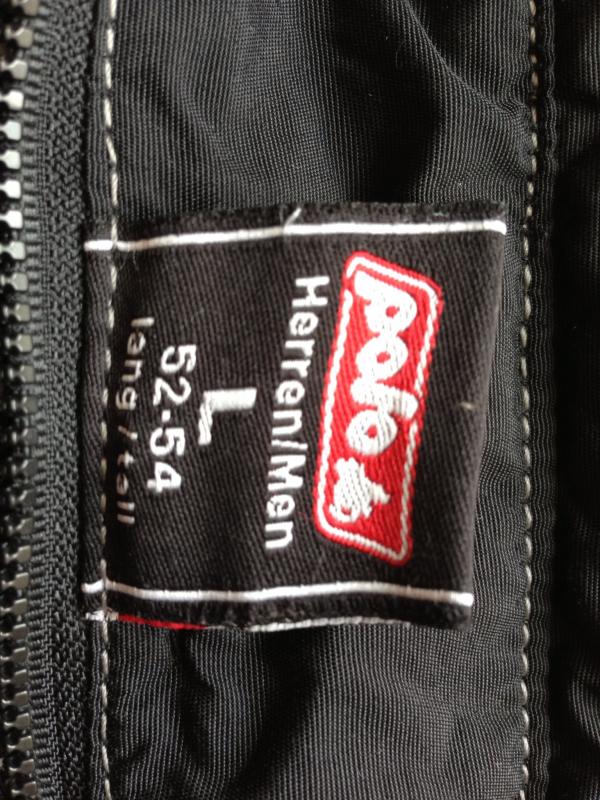 polo
Herren/Men
L
52-54
lang/tall